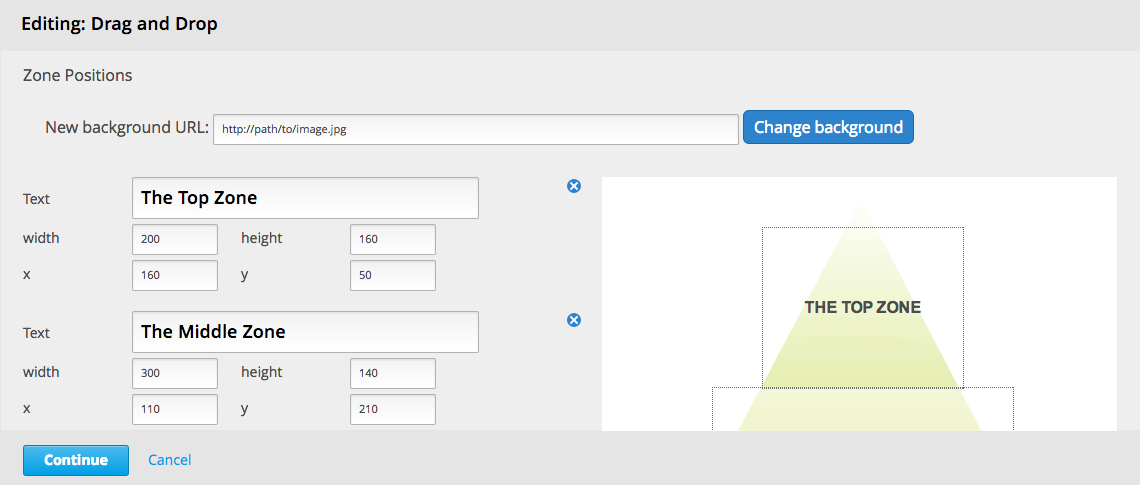 Editing: Drag and Drop
Zone Positions
New background URL: http://path/to/image.jpg Change background
Text The Top Zone
width 200 height 160
x 160 y 50
THE TOP ZONE
Text The Middle Zone
width 300 height 140
x 110 y 210
Continue Cancel